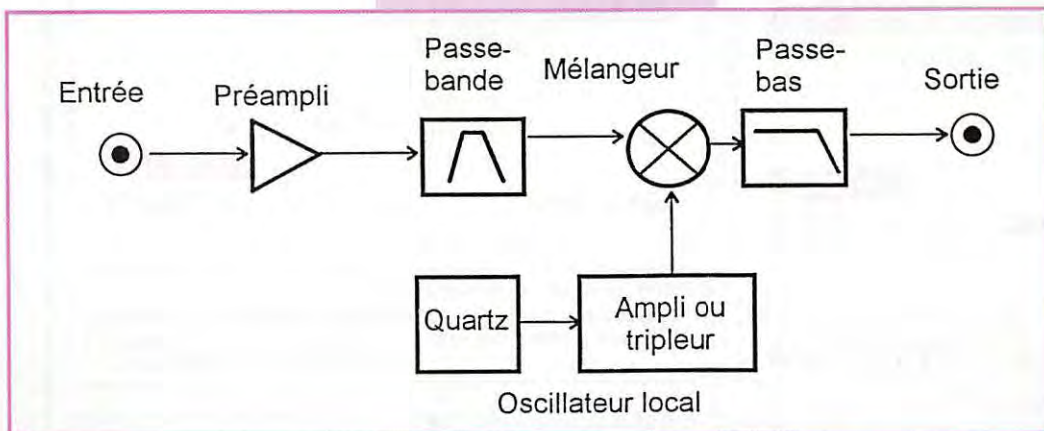 Entrée
Préampli
Passe-
bande
Mélangeur
Passe-
bas
Sortie
Quartz
Ampli ou
tripleur
Oscillateur local